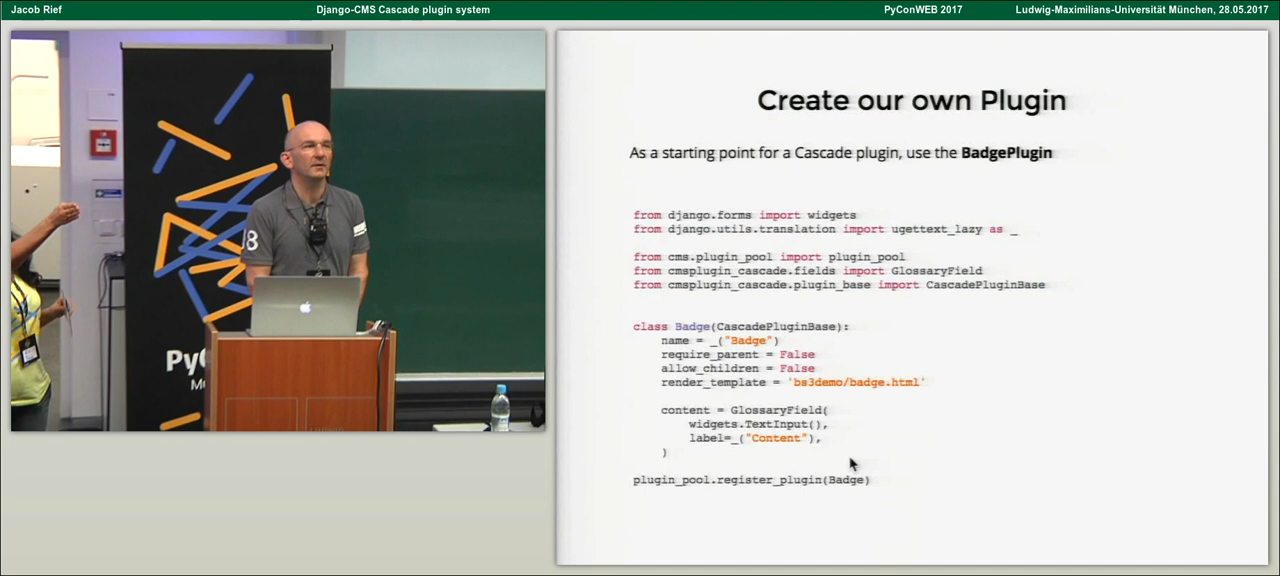 Jacob Rief
Django-CMS Cascade plugin system
PyConWEB 2017
Ludwig-Maximilians-Universität München, 28.05.2017
8
Create our own Plugin
As a starting point for a Cascade plugin, use the BadgePlugin
from django.forms import widgets
from django.utils.translation import ugettext_lazy as _
from cms.plugin_pool import plugin_pool
from cmsplugin_cascade.fields import GlossaryField
from cmsplugin_cascade.plugin_base import CascadePluginBase
class Badge(CascadePluginBase):
name = _("Badge")
require_parent = False
allow_children = False
render_template = 'bs3demo/badge.html'
content = GlossaryField(
widgets.TextInput(),
label=_("Content"),
)
plugin_pool.register_plugin(Badge)